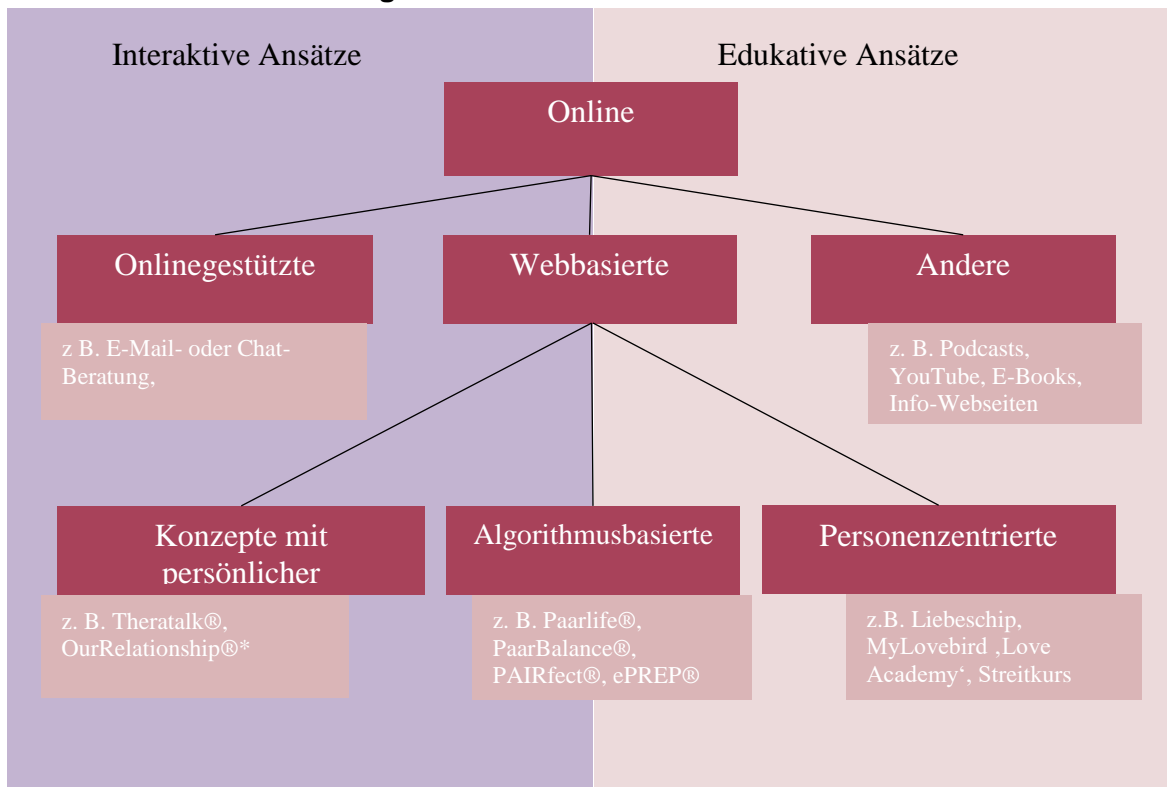 Interaktive Ansätze
Edukative Ansätze
Online
Onlinegestützte
Webbasierte
Andere
z B. E-Mail- oder Chat-
Beratung,
z. B. Podcasts,
YouTube, E-Books,
Info-Webseiten
Konzepte mit
persönlicher
Algorithmusbasierte
Personenzentrierte
z. B. Theratalk®,
OurRelationship®*
z. B. Paarlife®,
PaarBalance®,
PAIRfect®, ePREP®
z.B. Liebeschip,
MyLovebird ‚Love
Academy‘, Streitkurs